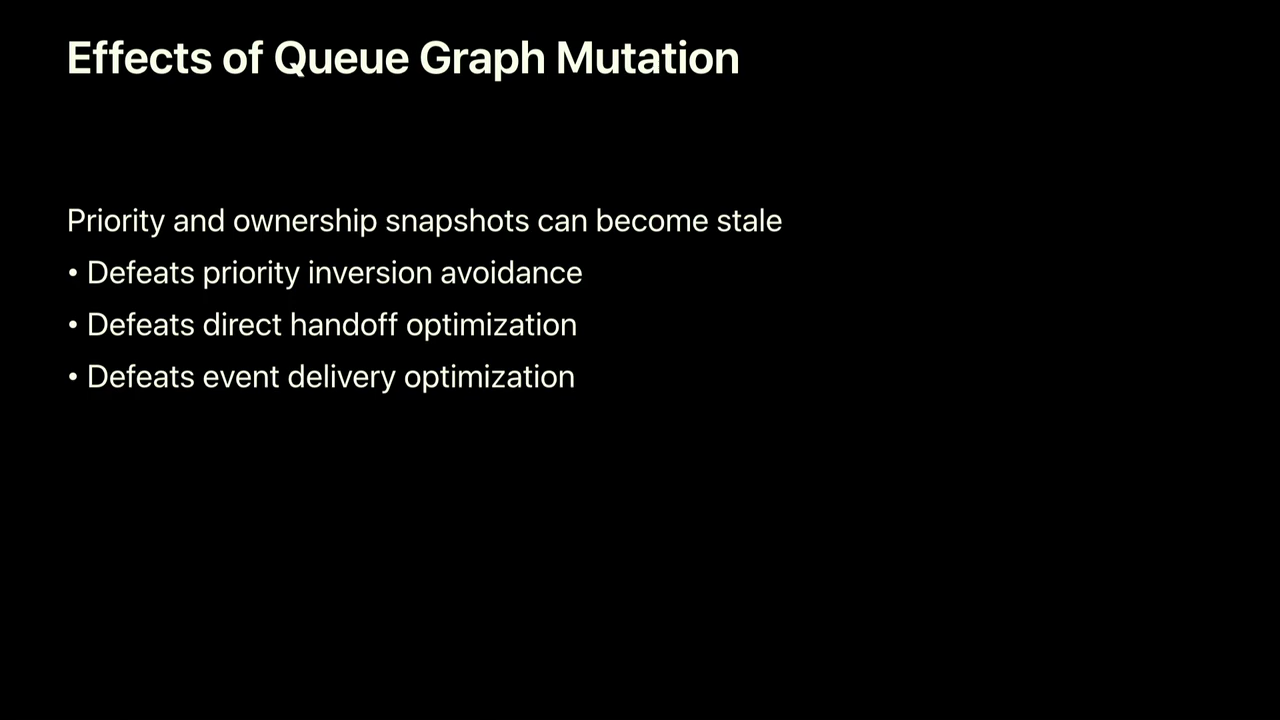 Effects of Queue Graph Mutation
Priority and ownership snapshots can become stale
• Defeats priority inversion avoidance
• Defeats direct handoff optimization
• Defeats event delivery optimization